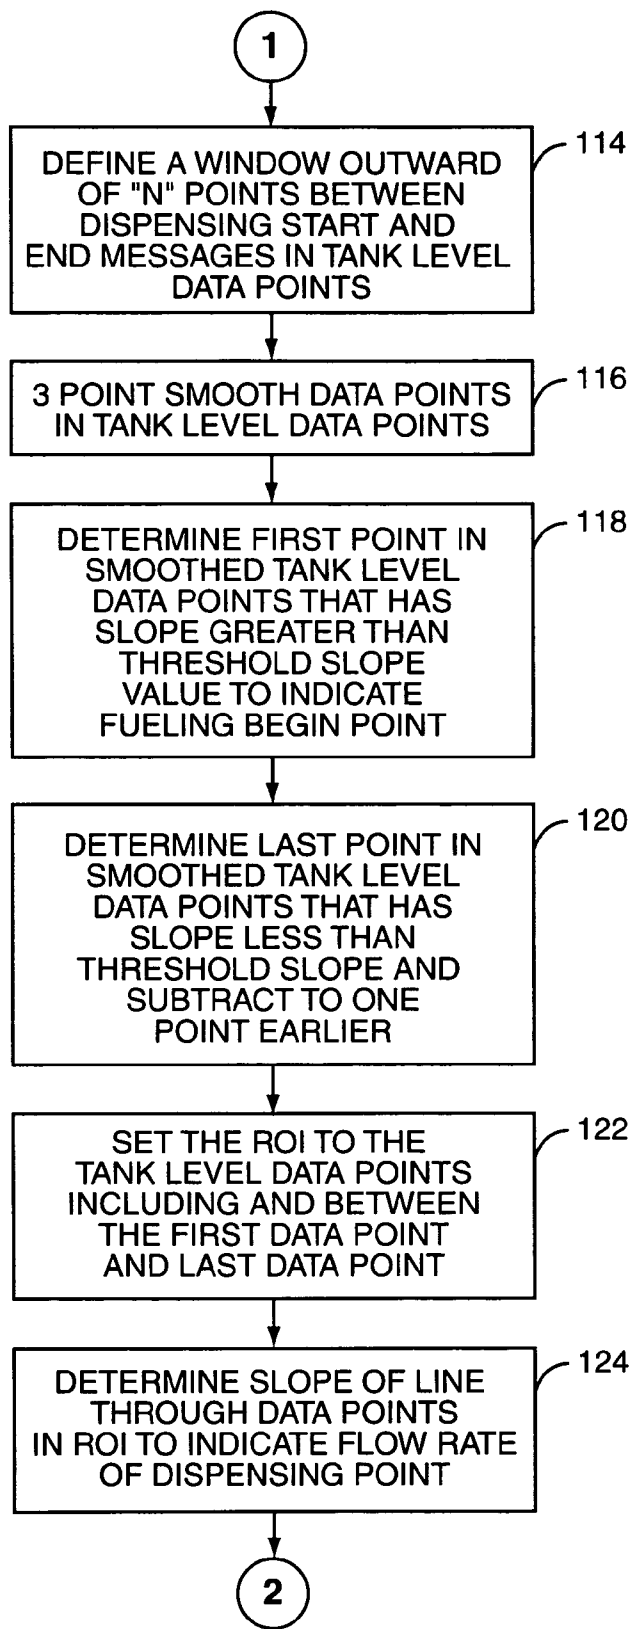 1
114
DEFINE A WINDOW OUTWARD
OF "N" POINTS BETWEEN
DISPENSING START AND
END MESSAGES IN TANK LEVEL
DATA POINTS
116
3 POINT SMOOTH DATA POINTS
IN TANK LEVEL DATA POINTS
118
DETERMINE FIRST POINT IN
SMOOTHED TANK LEVEL
DATA POINTS THAT HAS
SLOPE GREATER THAN
THRESHOLD SLOPE
VALUE TO INDICATE
FUELING BEGIN POINT
120
DETERMINE LAST POINT IN
SMOOTHED TANK LEVEL
DATA POINTS THAT HAS
SLOPE LESS THAN
THRESHOLD SLOPE AND
SUBTRACT TO ONE
POINT EARLIER
122
SET THE ROI TO THE
TANK LEVEL DATA POINTS
INCLUDING AND BETWEEN
THE FIRST DATA POINT
AND LAST DATA POINT
124
DETERMINE SLOPE OF LINE
THROUGH DATA POINTS
IN ROI TO INDICATE FLOW RATE
OF DISPENSING POINT
2